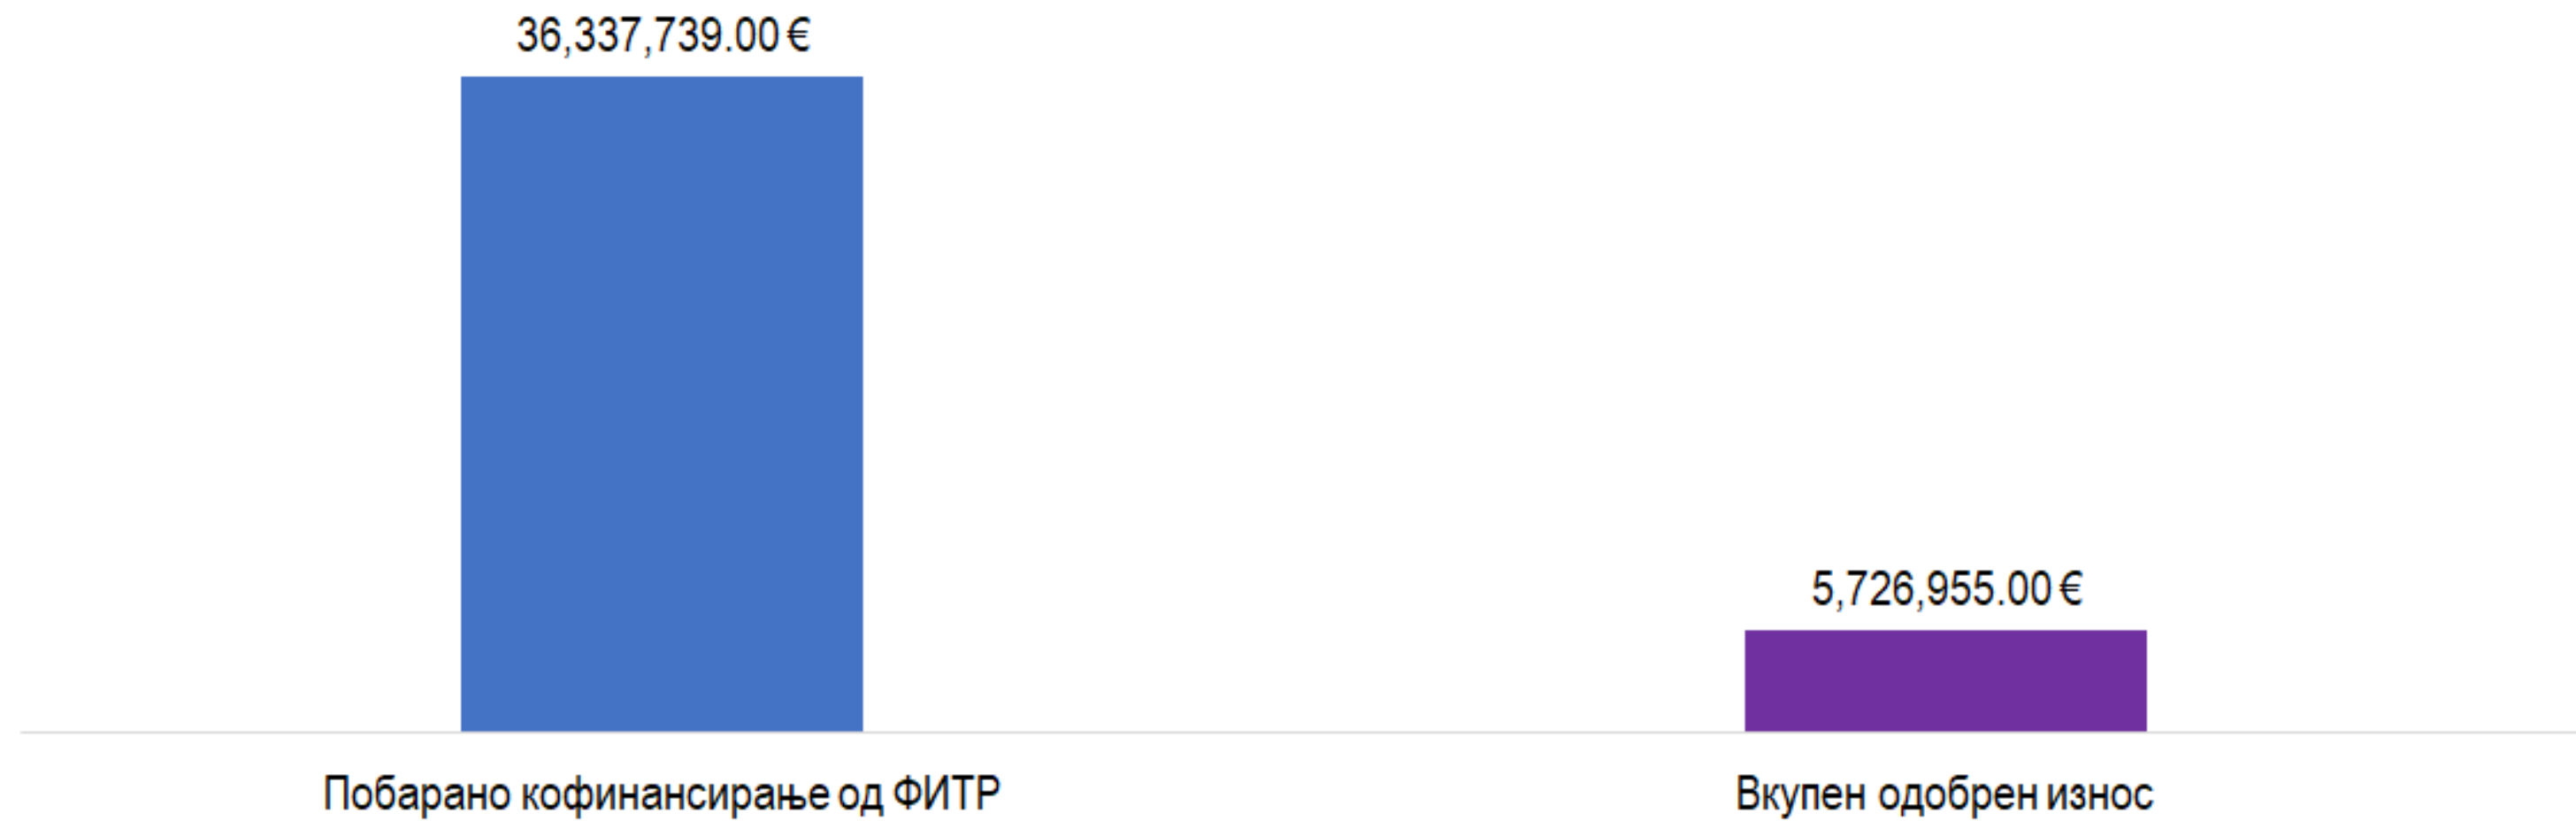 36,337,739.00 €
5,726,955.00 €
Побарано кофинансирање од ФИТР
Вкупен одобрен износ